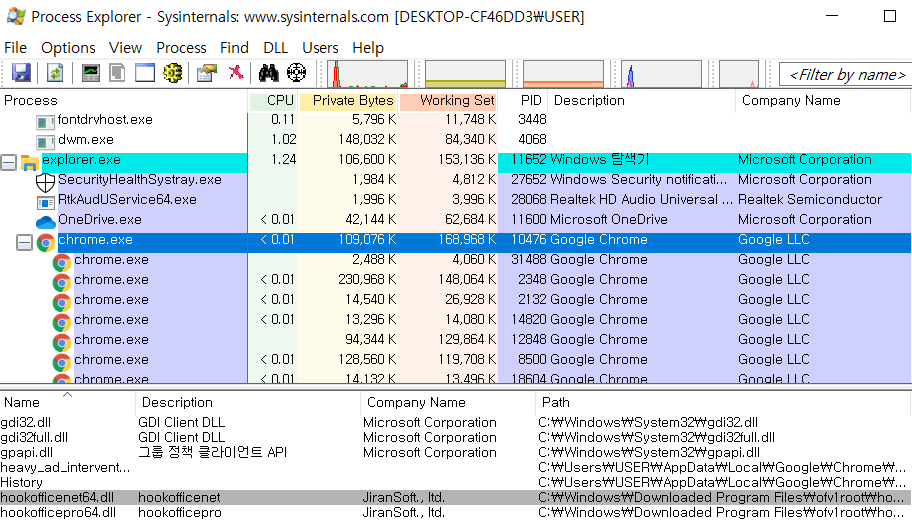 Process Explorer - Sysinternals: www.sysinternals.com [DESKTOP-CF46DD3₩USER]
File Options View Process Find DLL Users Help
<Filter by name>
Process CPU Private Bytes Working Set PID Description Company Name
fontdrvhost.exe 0.11 5,796 K 11,748 K 3448
dwm.exe 1.02 148,032 K 84,340 K 4068
explorer.exe 1.24 106,600 K 153,136 K 11652 Windows 탐색기 Microsoft Corporation
SecurityHealthSystray.exe 1,984 K 4,812 K 27652 Windows Security notificati... Microsoft Corporation
RtkAudUService64.exe 1,996 K 3,996 K 28068 Realtek HD Audio Universal ... Realtek Semiconductor
OneDrive.exe < 0.01 42,144 K 62,684 K 11600 Microsoft OneDrive Microsoft Corporation
chrome.exe < 0.01 109,076 K 168,968 K 10476 Google Chrome Google LLC
chrome.exe 2,488 K 4,060 K 31488 Google Chrome Google LLC
chrome.exe < 0.01 230,968 K 148,064 K 2348 Google Chrome Google LLC
chrome.exe < 0.01 14,540 K 26,928 K 2132 Google Chrome Google LLC
chrome.exe < 0.01 13,296 K 14,080 K 14820 Google Chrome Google LLC
chrome.exe 94,344 K 129,864 K 12848 Google Chrome Google LLC
chrome.exe < 0.01 128,560 K 119,708 K 8500 Google Chrome Google LLC
chrome.exe < 0.01 14,132 K 13,496 K 18604 Google Chrome Google LLC
Name Description Company Name Path
gdi32.dll GDI Client DLL Microsoft Corporation C:₩Windows₩System32₩gdi32.dll
gdi32full.dll GDI Client DLL Microsoft Corporation C:₩Windows₩System32₩gdi32full.dll
gpapi.dll 그룹 정책 클라이언트 API Microsoft Corporation C:₩Windows₩System32₩gpapi.dll
heavy_ad_intervent... C:₩Users₩USER₩AppData₩Local₩Google₩Chrome₩...
History C:₩Users₩USER₩AppData₩Local₩Google₩Chrome₩...
hookofficenet64.dll hookofficenet JiranSoft., ltd. C:₩Windows₩Downloaded Program Files₩ofv1root₩ho...
hookofficepro64.dll hookofficepro JiranSoft., ltd. C:₩Windows₩Downloaded Program Files₩ofv1root₩ho...